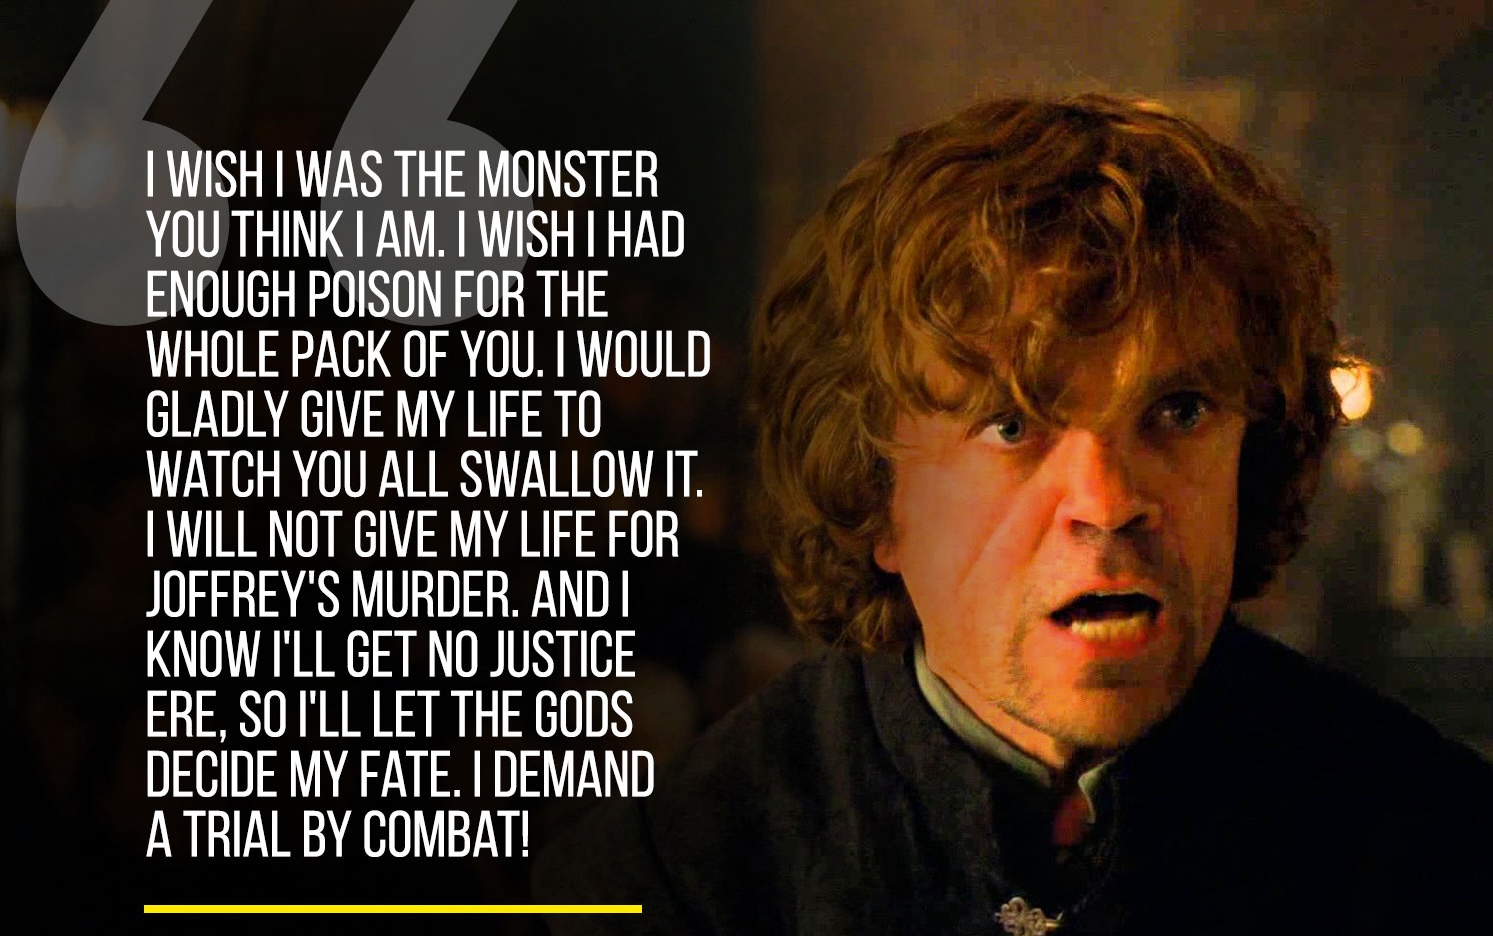 I WISH I WAS THE MONSTER
YOU THINK I AM. I WISH I HAD
ENOUGH POISON FOR THE
WHOLE PACK OF YOU. I WOULD
GLADLY GIVE MY LIFE TO
WATCH YOU ALL SWALLOW IT.
I WILL NOT GIVE MY LIFE FOR
JOFFREY'S MURDER. AND I
KNOW I'LL GET NO JUSTICE
ERE, SO I'LL LET THE GODS
DECIDE MY FATE. I DEMAND
A TRIAL BY COMBAT!